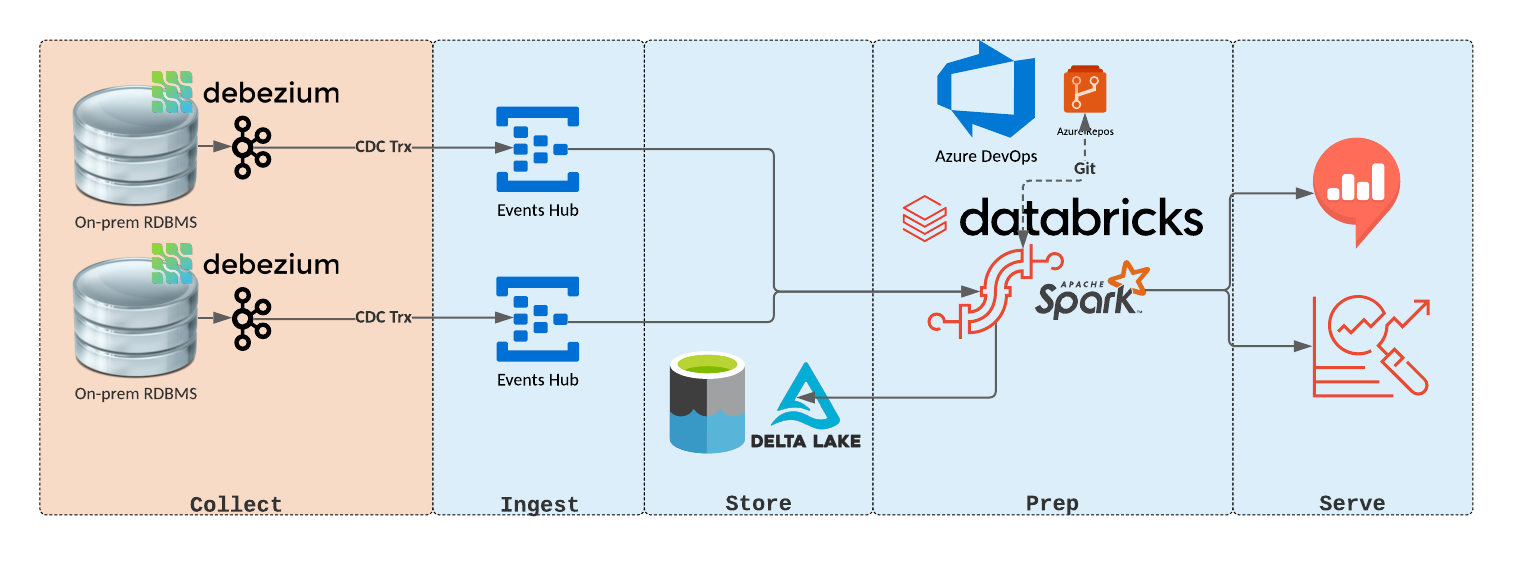 debezium
CDC Trx
On-prem RDBMS
debezium
CDC Trx
On-prem RDBMS
Collect
Events Hub
Events Hub
Ingest
DELTA LAKE
Store
Azure DevOps
Azure Repos
Git
databricks
APACHE
Spark™
Prep
Serve